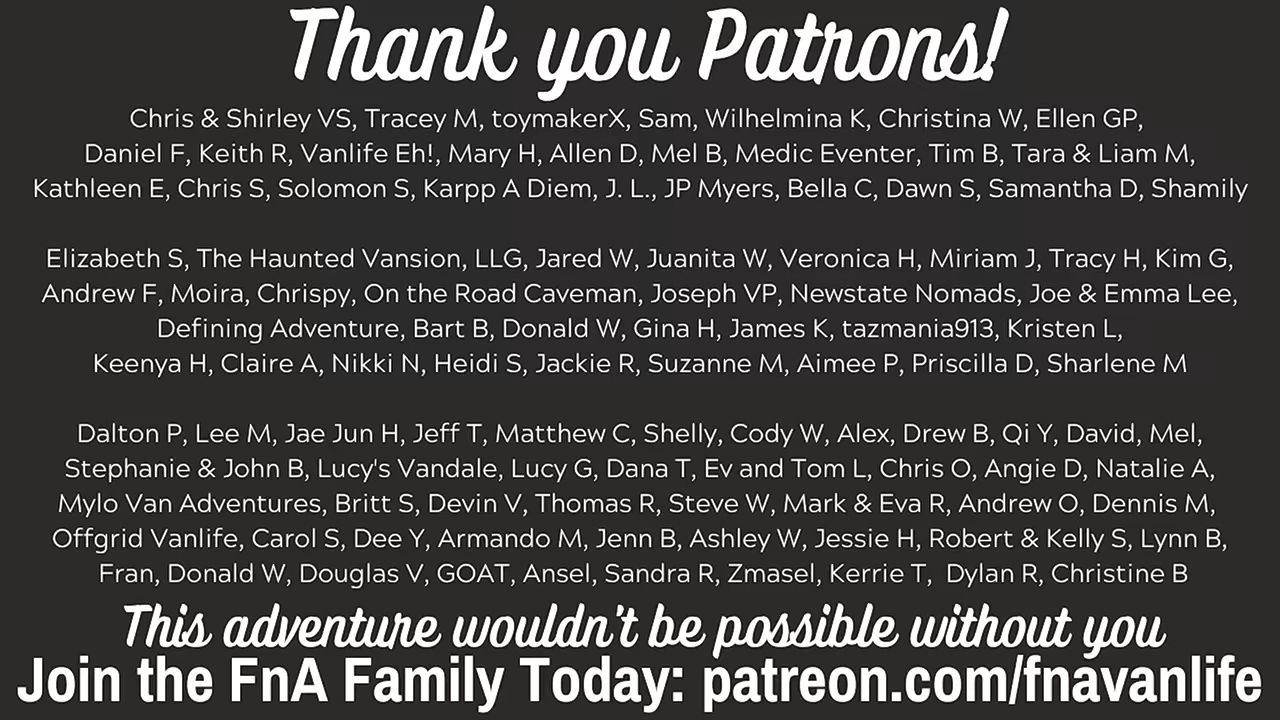 Thank you Patrons!
Chris & Shirley VS, Tracey M, toymakerX, Sam, Wilhelmina K, Christina W, Ellen GP,
Daniel F, Keith R, Vanlife Eh!, Mary H, Allen D, Mel B, Medic Eventer, Tim B, Tara & Liam M,
Kathleen E, Chris S, Solomon S, Karpp A Diem, J. L., JP Myers, Bella C, Dawn S, Samantha D, Shamily
Elizabeth S, The Haunted Vansion, LLG, Jared W, Juanita W, Veronica H, Miriam J, Tracy H, Kim G,
Andrew F, Moira, Chrispy, On the Road Caveman, Joseph VP, Newstate Nomads, Joe & Emma Lee,
Defining Adventure, Bart B, Donald W, Gina H, James K, tazmania913, Kristen L,
Keenya H, Claire A, Nikki N, Heidi S, Jackie R, Suzanne M, Aimee P, Priscilla D, Sharlene M
Dalton P, Lee M, Jae Jun H, Jeff T, Matthew C, Shelly, Cody W, Alex, Drew B, Qi Y, David, Mel,
Stephanie & John B, Lucy's Vandale, Lucy G, Dana T, Ev and Tom L, Chris O, Angie D, Natalie A,
Mylo Van Adventures, Britt S, Devin V, Thomas R, Steve W, Mark & Eva R, Andrew O, Dennis M,
Offgrid Vanlife, Carol S, Dee Y, Armando M, Jenn B, Ashley W, Jessie H, Robert & Kelly S, Lynn B,
Fran, Donald W, Douglas V, GOAT, Ansel, Sandra R, Zmasel, Kerrie T, Dylan R, Christine B
This adventure wouldn't be possible without you
Join the FnA Family Today: patreon.com/fnavanlife